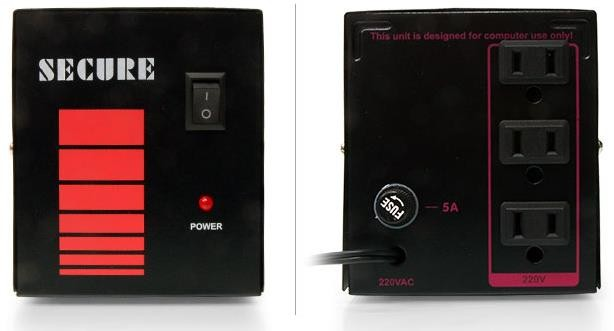 SECURE
I
O
POWER
This unit is designed for computer use only!
FUSE
5A
220VAC
220V